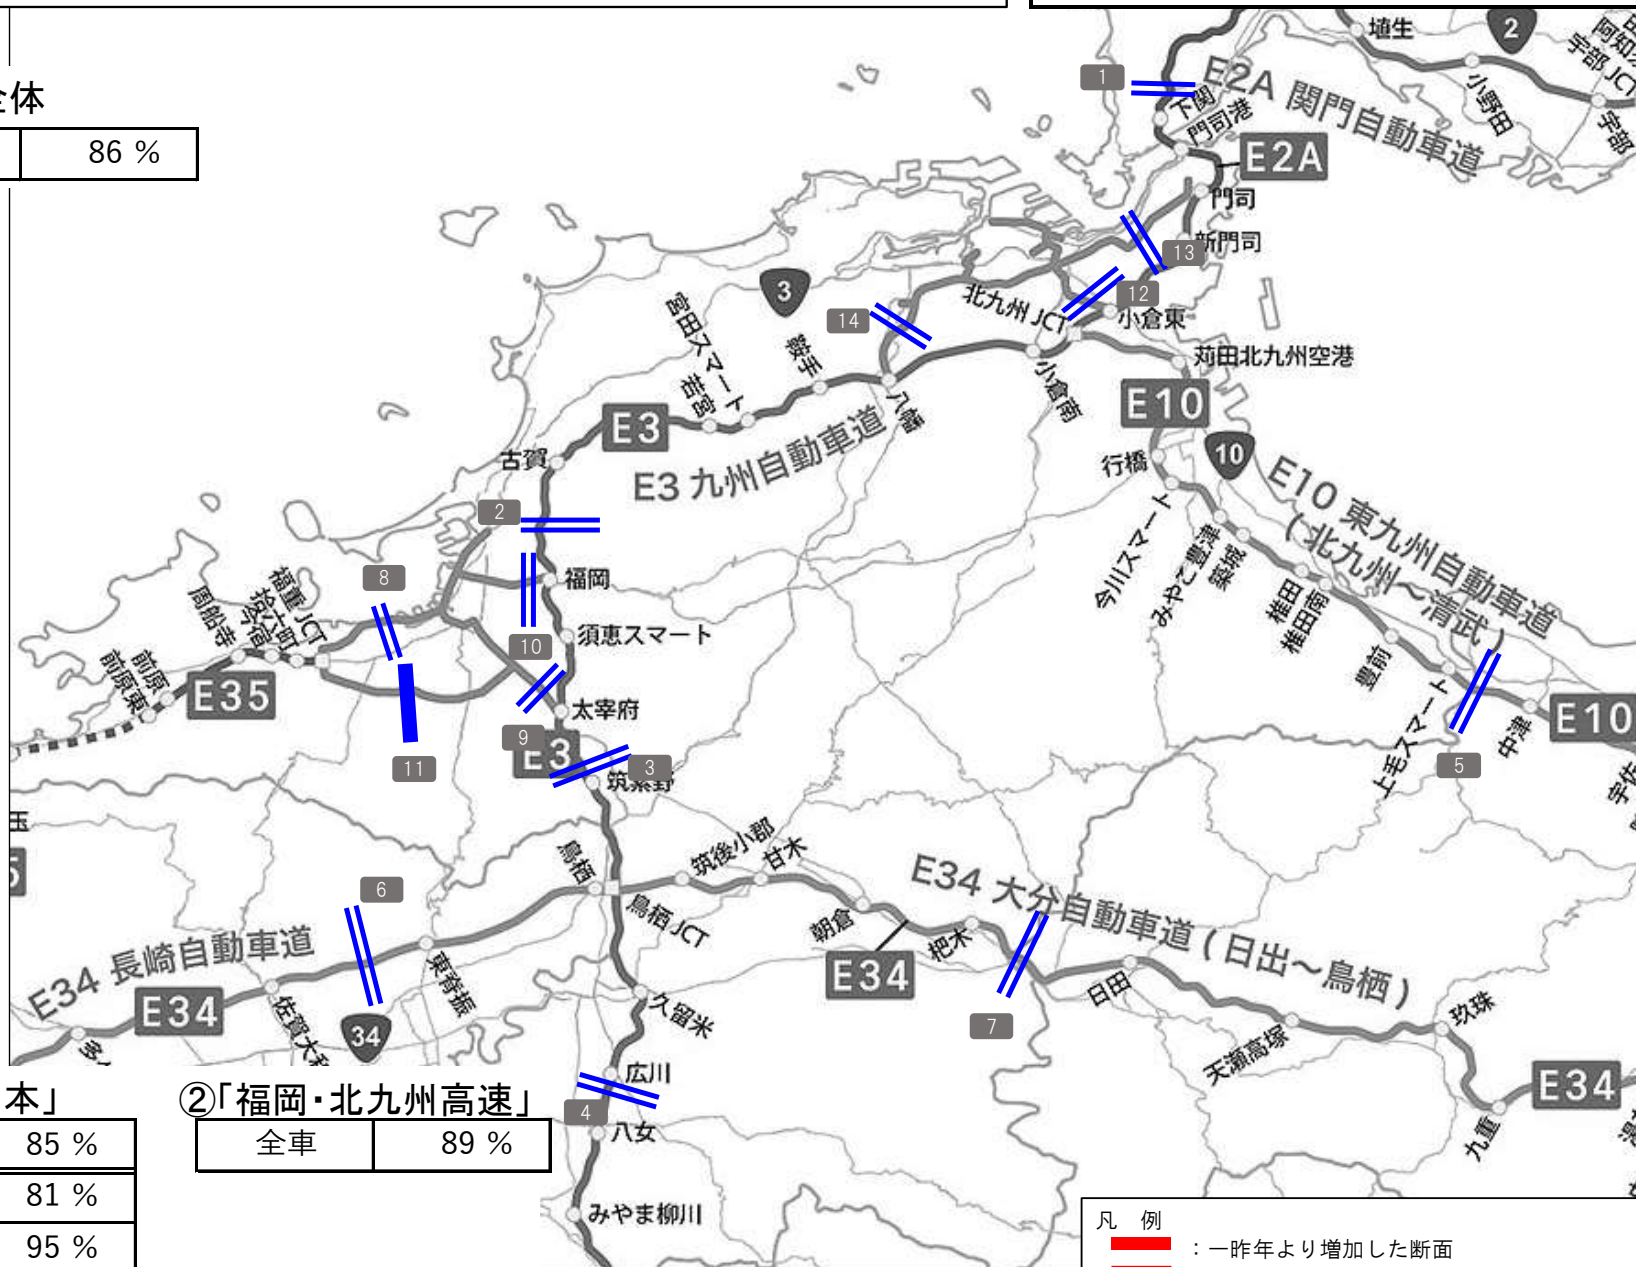 全体
86 %
1
埴生
2
小野田
宇部 JCT
宇部
E2A 関門自動車道
下関
門司港
E2A
門司
新門司
13
12
北九州 JCT
小倉東
苅田北九州空港
小倉南
14
3
宮田スマート
若宮
鞍手
八幡
E3
E3 九州自動車道
古賀
E10
行橋
10
今川スマート
みやこ豊津
築城
椎田
椎田南
豊前
上毛スマート
中津
E10 東九州自動車道
( 北九州～清武 )
E10
5
2
福岡
8
福重 JCT
拾六町
今宿
周船寺
前原
前原東
E35
須恵スマート
10
太宰府
9
E3
3
筑紫野
11
6
鳥栖
鳥栖 JCT
筑後小郡
甘木
朝倉
杷木
E34
E34 大分自動車道 ( 日出～鳥栖 )
7
日田
天瀬高塚
玖珠
九重
E34
E34 長崎自動車道
E34
佐賀大和
東脊振
34
久留米
広川
4
八女
みやま柳川
本」
85 %
81 %
95 %
②「福岡・北九州高速」
全車
89 %
凡　例
：一昨年より増加した断面